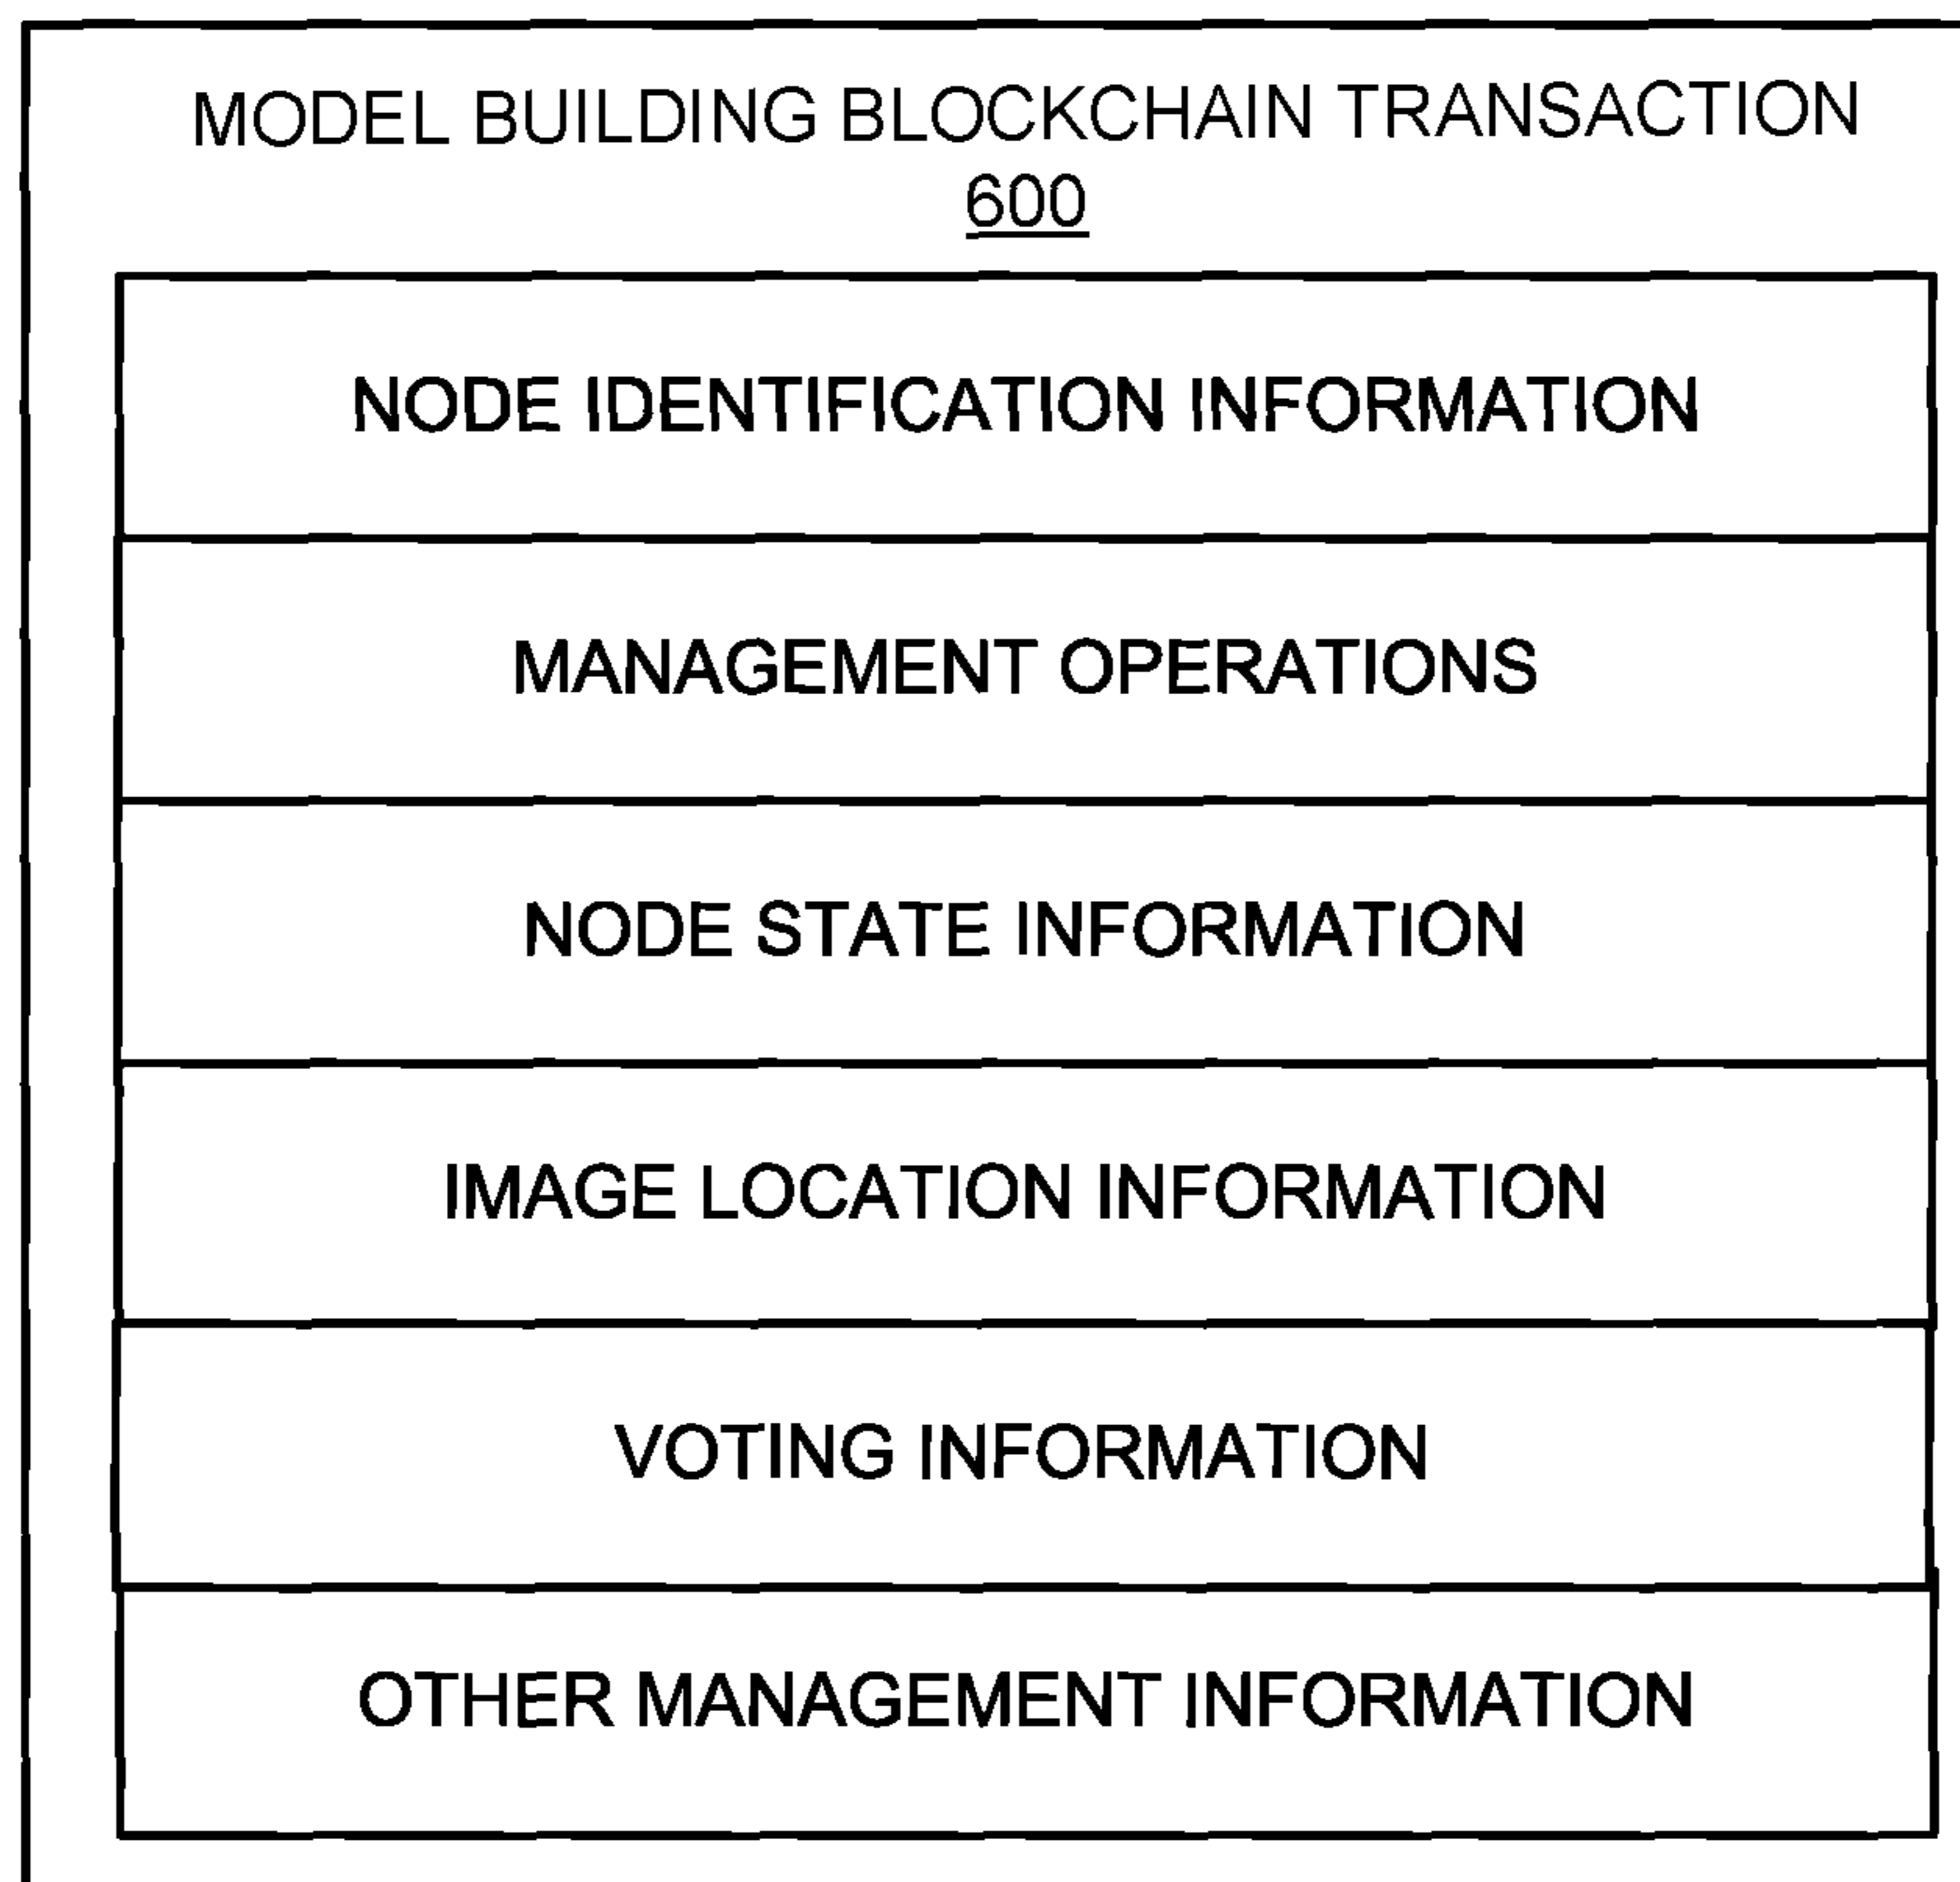 MODEL BUILDING BLOCKCHAIN TRANSACTION
600
NODE IDENTIFICATION INFORMATION
MANAGEMENT OPERATIONS
NODE STATE INFORMATION
IMAGE LOCATION INFORMATION
VOTING INFORMATION
OTHER MANAGEMENT INFORMATION